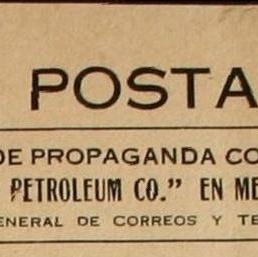 POSTA
DE PROPAGANDA CO
PETROLEUM CO." EN ME
ENERAL DE CORREOS Y TE